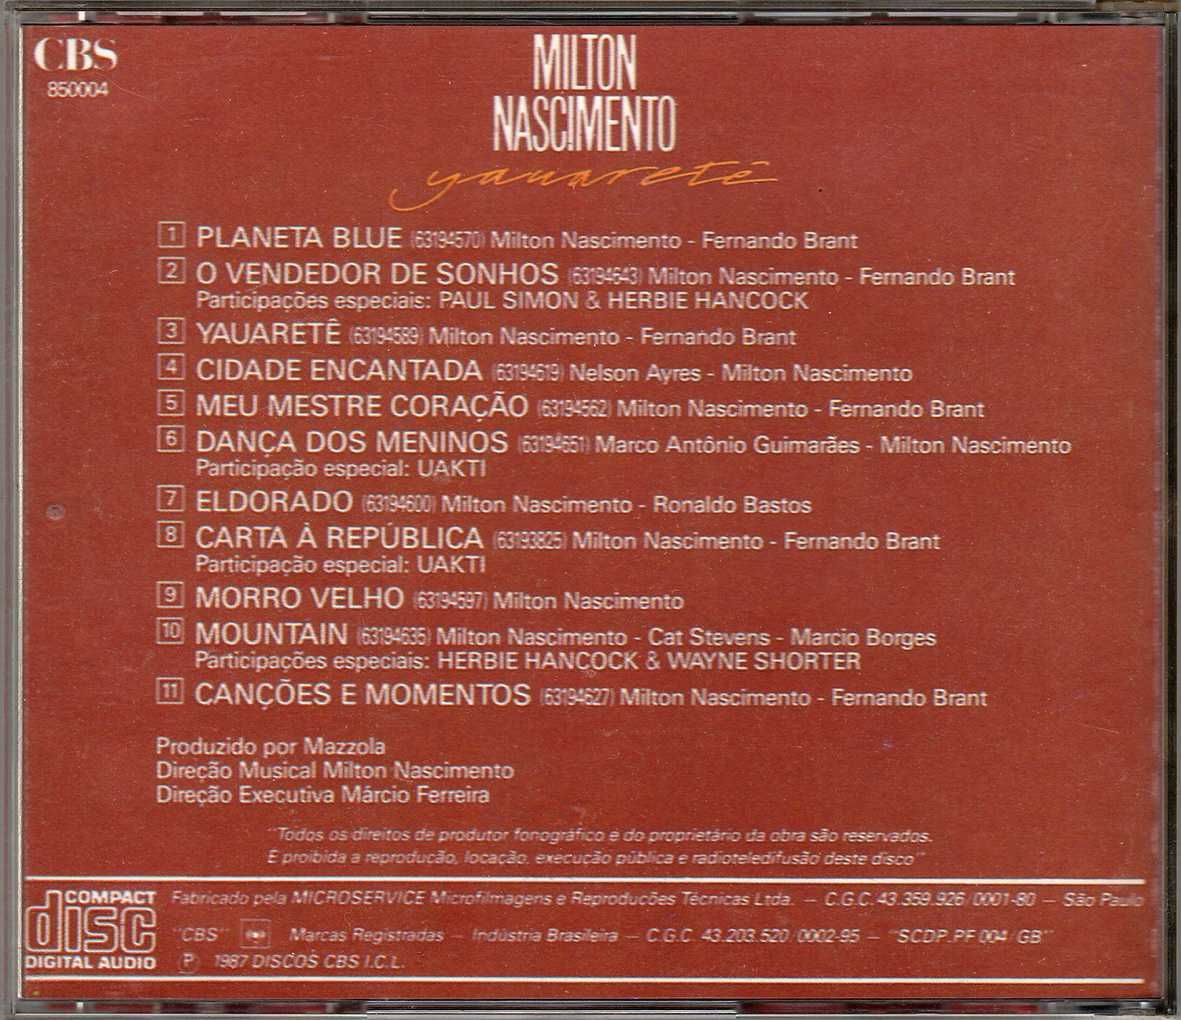 CBS
850004
MILTON
NASCIMENTO
yauaretê
1 PLANETA BLUE (63194570) Milton Nascimento - Fernando Brant
2 O VENDEDOR DE SONHOS (63194643) Milton Nascimento - Fernando Brant
Participações especiais: PAUL SIMON & HERBIE HANCOCK
3 YAUARETÊ (63194589) Milton Nascimento - Fernando Brant
4 CIDADE ENCANTADA (63194619) Nelson Ayres - Milton Nascimento
5 MEU MESTRE CORAÇÃO (63194562) Milton Nascimento - Fernando Brant
6 DANÇA DOS MENINOS (63194651) Marco Antônio Guimarães - Milton Nascimento
Participação especial: UAKTI
7 ELDORADO (63194600) Milton Nascimento - Ronaldo Bastos
8 CARTA À REPÚBLICA (63193825) Milton Nascimento - Fernando Brant
Participação especial: UAKTI
9 MORRO VELHO (63194597) Milton Nascimento
10 MOUNTAIN (63194635) Milton Nascimento - Cat Stevens - Marcio Borges
Participações especiais: HERBIE HANCOCK & WAYNE SHORTER
11 CANÇÕES E MOMENTOS (63194627) Milton Nascimento - Fernando Brant
Produzido por Mazzola
Direção Musical Milton Nascimento
Direção Executiva Márcio Ferreira
"Todos os direitos de produtor fonográfico e do proprietário da obra são reservados.
É proibida a reprodução, locação, execução pública e radioteledifusão deste disco"
COMPACT
disc
DIGITAL AUDIO
Fabricado pela MICROSERVICE Microfilmagens e Reproduções Técnicas Ltda. — C.G.C. 43.359.926/0001-80 — São Paulo
"CBS" Marcas Registradas — Indústria Brasileira — C.G.C. 43.203.520/0002-95 — "SCDP.PF 004/GB"
℗ 1987 DISCOS CBS I.C.L.